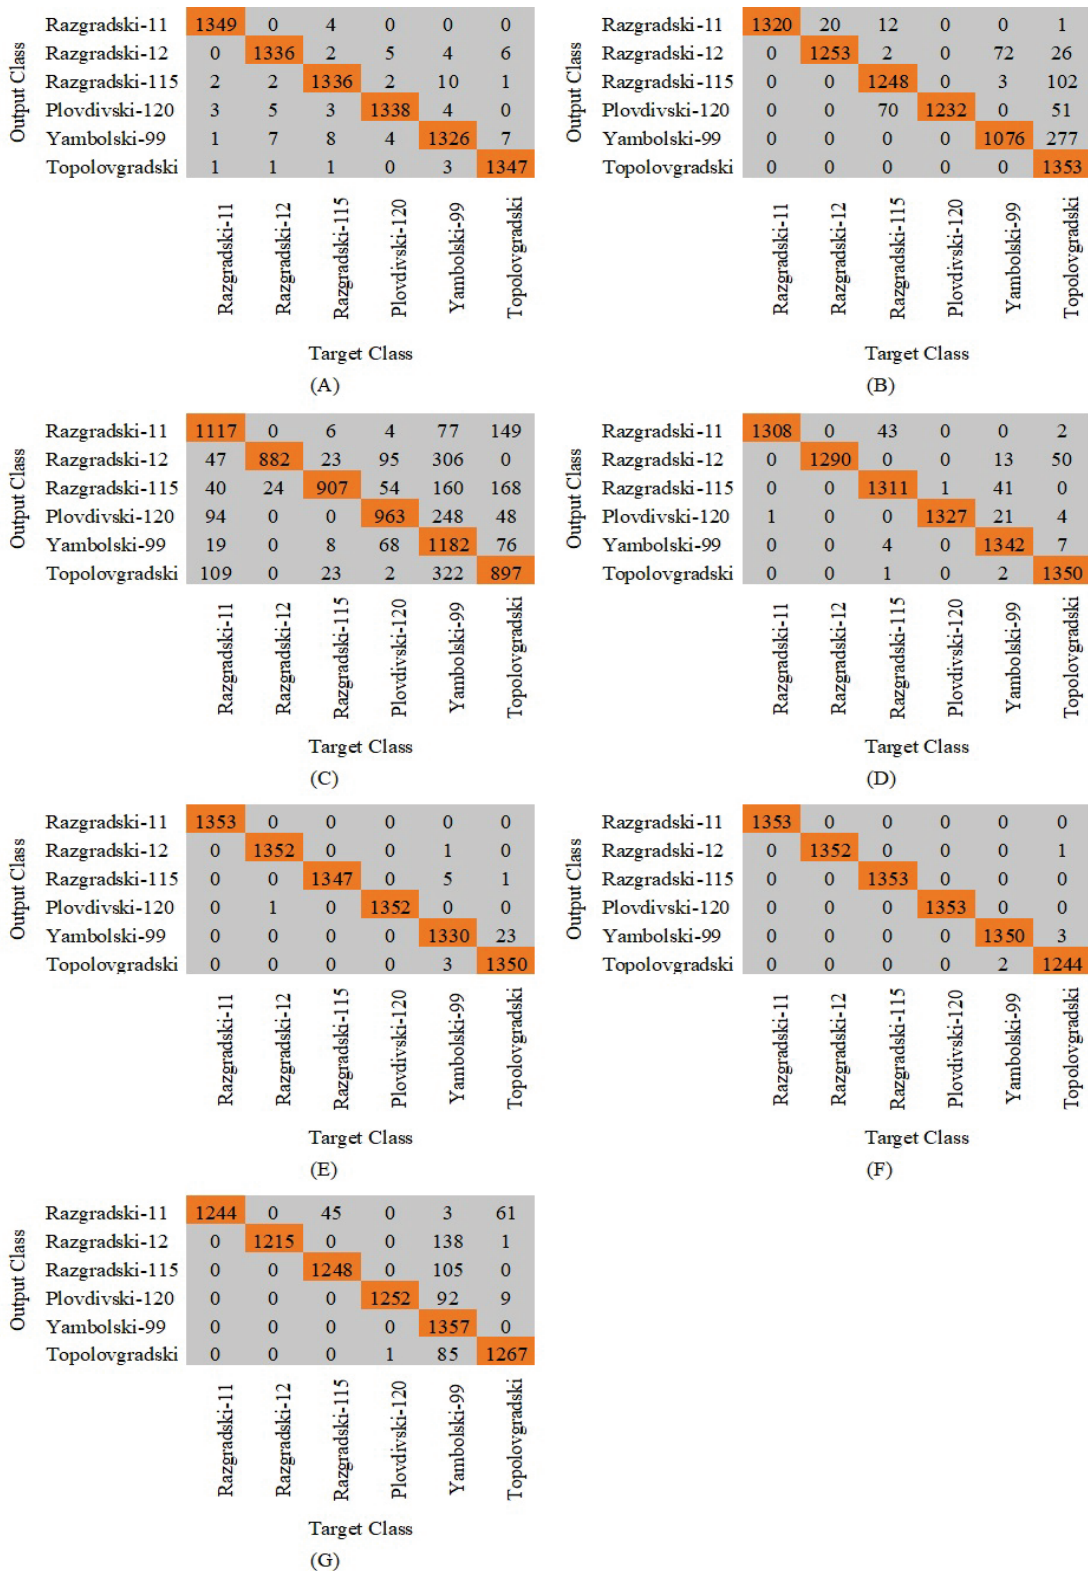 Output Class
Razgradski-11 1349 0 4 0 0 0
Razgradski-12 0 1336 2 5 4 6
Razgradski-115 2 2 1336 2 10 1
Plovdivski-120 3 5 3 1338 4 0
Yambolski-99 1 7 8 4 1326 7
Topolovgradski 1 1 1 0 3 1347
Razgradski-11 Razgradski-12 Razgradski-115 Plovdivski-120 Yambolski-99 Topolovgradski
Target Class
(A)
Output Class
Razgradski-11 1320 20 12 0 0 1
Razgradski-12 0 1253 2 0 72 26
Razgradski-115 0 0 1248 0 3 102
Plovdivski-120 0 0 70 1232 0 51
Yambolski-99 0 0 0 0 1076 277
Topolovgradski 0 0 0 0 0 1353
Razgradski-11 Razgradski-12 Razgradski-115 Plovdivski-120 Yambolski-99 Topolovgradski
Target Class
(B)
Output Class
Razgradski-11 1117 0 6 4 77 149
Razgradski-12 47 882 23 95 306 0
Razgradski-115 40 24 907 54 160 168
Plovdivski-120 94 0 0 963 248 48
Yambolski-99 19 0 8 68 1182 76
Topolovgradski 109 0 23 2 322 897
Razgradski-11 Razgradski-12 Razgradski-115 Plovdivski-120 Yambolski-99 Topolovgradski
Target Class
(C)
Output Class
Razgradski-11 1308 0 43 0 0 2
Razgradski-12 0 1290 0 0 13 50
Razgradski-115 0 0 1311 1 41 0
Plovdivski-120 1 0 0 1327 21 4
Yambolski-99 0 0 4 0 1342 7
Topolovgradski 0 0 1 0 2 1350
Razgradski-11 Razgradski-12 Razgradski-115 Plovdivski-120 Yambolski-99 Topolovgradski
Target Class
(D)
Output Class
Razgradski-11 1353 0 0 0 0 0
Razgradski-12 0 1352 0 0 1 0
Razgradski-115 0 0 1347 0 5 1
Plovdivski-120 0 1 0 1352 0 0
Yambolski-99 0 0 0 0 1330 23
Topolovgradski 0 0 0 0 3 1350
Razgradski-11 Razgradski-12 Razgradski-115 Plovdivski-120 Yambolski-99 Topolovgradski
Target Class
(E)
Output Class
Razgradski-11 1353 0 0 0 0 0
Razgradski-12 0 1352 0 0 0 1
Razgradski-115 0 0 1353 0 0 0
Plovdivski-120 0 0 0 1353 0 0
Yambolski-99 0 0 0 0 1350 3
Topolovgradski 0 0 0 0 2 1244
Razgradski-11 Razgradski-12 Razgradski-115 Plovdivski-120 Yambolski-99 Topolovgradski
Target Class
(F)
Output Class
Razgradski-11 1244 0 45 0 3 61
Razgradski-12 0 1215 0 0 138 1
Razgradski-115 0 0 1248 0 105 0
Plovdivski-120 0 0 0 1252 92 9
Yambolski-99 0 0 0 0 1357 0
Topolovgradski 0 0 0 1 85 1267
Razgradski-11 Razgradski-12 Razgradski-115 Plovdivski-120 Yambolski-99 Topolovgradski
Target Class
(G)